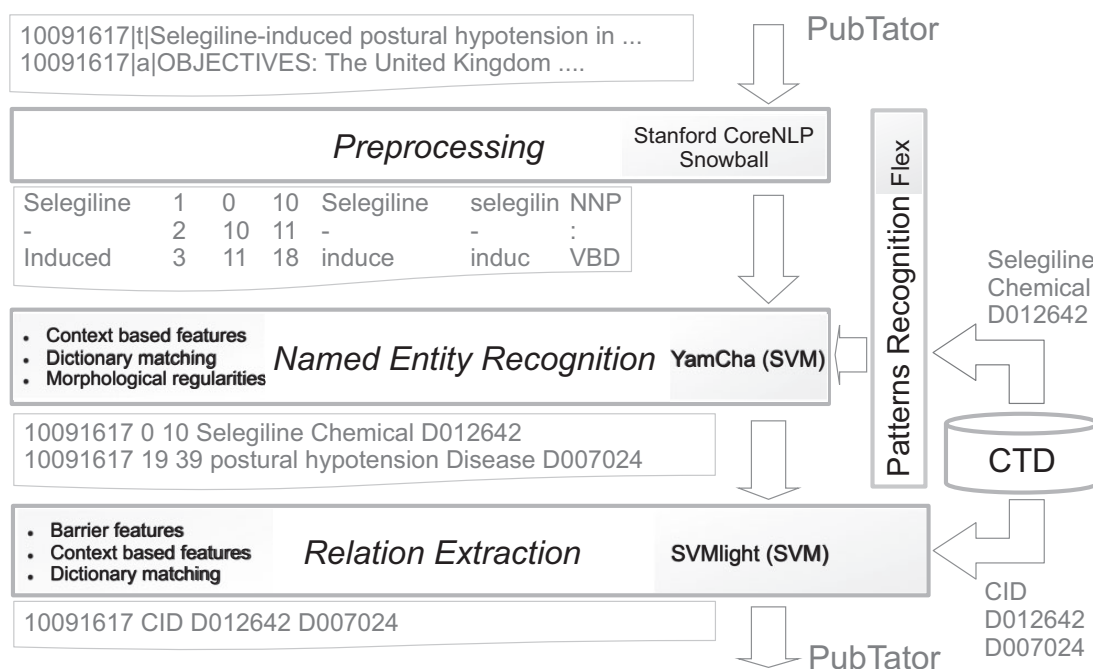 10091617|t|Selegiline-induced postural hypotension in ...
10091617|a|OBJECTIVES: The United Kingdom ....
PubTator
Preprocessing
Stanford CoreNLP
Snowball
Selegiline 1 0 10 Selegiline selegilin NNP
- 2 10 11 - - :
Induced 3 11 18 induce induc VBD
Patterns Recognition Flex
Selegiline
Chemical
D012642
• Context based features
• Dictionary matching
• Morphological regularities
Named Entity Recognition
YamCha (SVM)
10091617 0 10 Selegiline Chemical D012642
10091617 19 39 postural hypotension Disease D007024
CTD
• Barrier features
• Context based features
• Dictionary matching
Relation Extraction
SVMlight (SVM)
10091617 CID D012642 D007024
CID
D012642
D007024
PubTator